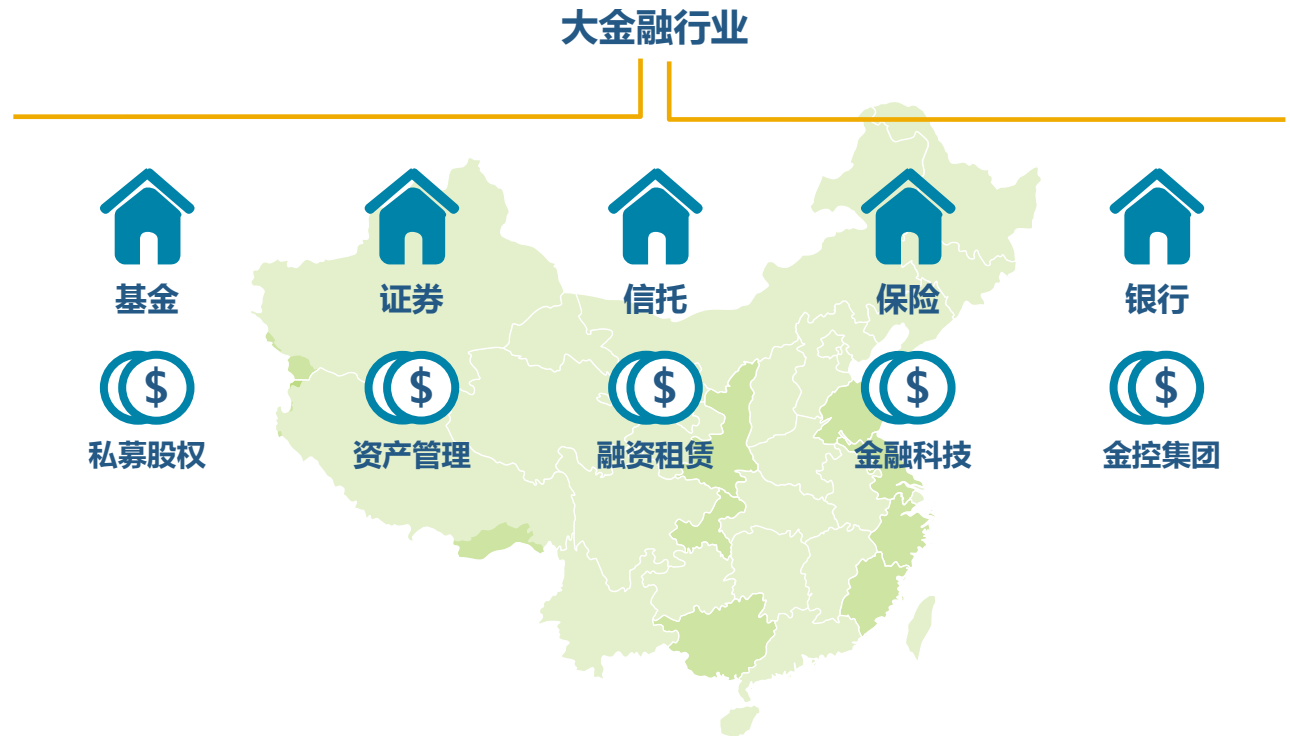 大金融行业
基金 证券 信托 保险 银行
$ $ $ $ $
私募股权 资产管理 融资租赁 金融科技 金控集团